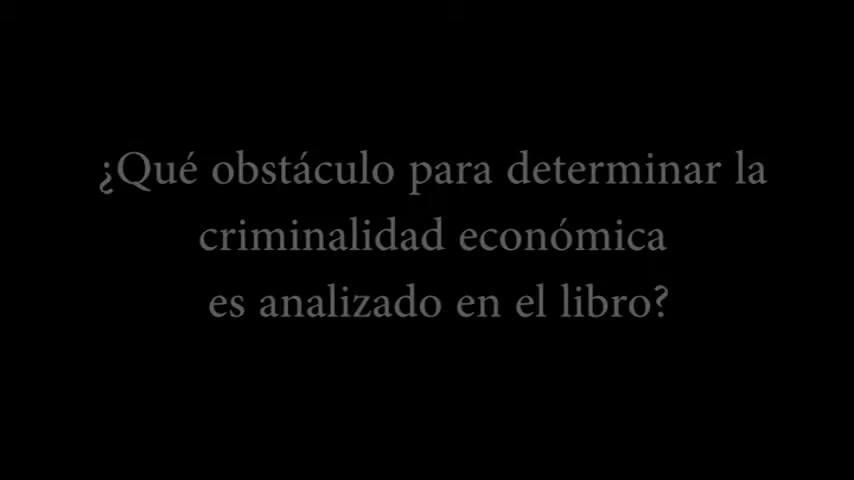 ¿Qué obstáculo para determinar la
criminalidad económica
es analizado en el libro?